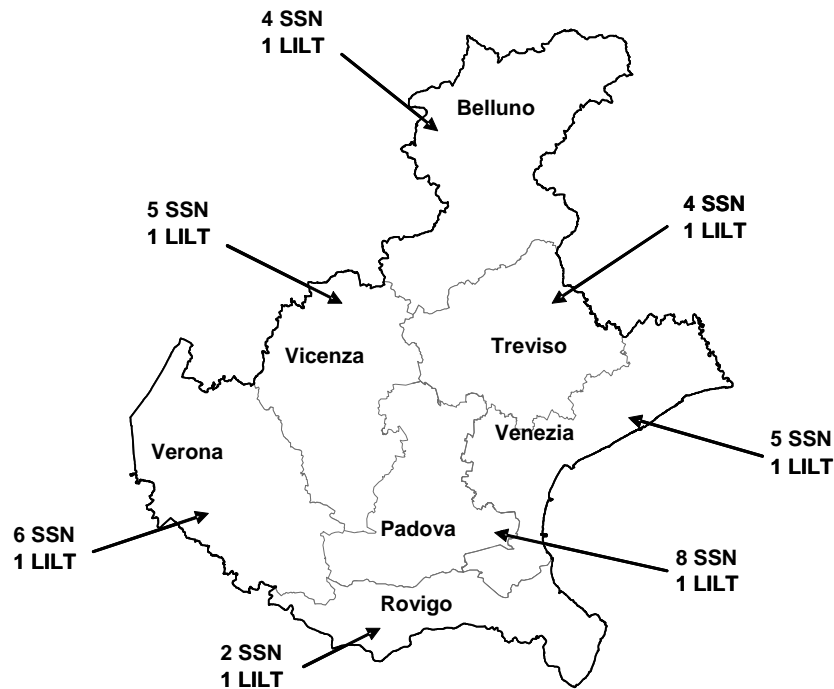 4 SSN
1 LILT
Belluno
5 SSN
1 LILT
4 SSN
1 LILT
Vicenza
Treviso
Verona
Venezia
5 SSN
1 LILT
6 SSN
1 LILT
Padova
8 SSN
1 LILT
Rovigo
2 SSN
1 LILT